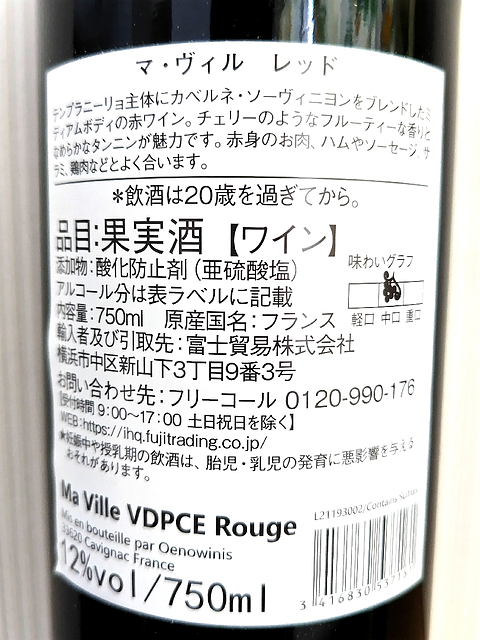 マ・ヴィル レッド
テンプラニーリョ主体にカベルネ・ソーヴィニヨンをブレンドしたミ
ディアムボディの赤ワイン。チェリーのようなフルーティーな香りと
なめらかなタンニンが魅力です。赤身のお肉、ハムやソーセージ、サ
ラミ、鶏肉などとよく合います。
*飲酒は20歳を過ぎてから。
品目:果実酒【ワイン】
添加物:酸化防止剤(亜硫酸塩)
味わいグラフ
アルコール分は表ラベルに記載
軽口 中口 重口
内容量:750ml 原産国名:フランス
輸入者及び引取先:富士貿易株式会社
横浜市中区新山下3丁目9番3号
お問い合わせ先:フリーコール 0120-990-176
【受付時間 9:00〜17:00 土日祝日を除く】
WEB:https://ihq.fujitrading.co.jp/
*妊娠中や授乳期の飲酒は、胎児・乳児の発育に悪影響を与える
おそれがあります。
Ma Ville VDPCE Rouge
Mis en bouteille par Oenowinis
33620 Cavignac France
12%vol/750ml
L21193002/Contains Sulfites
3 416830